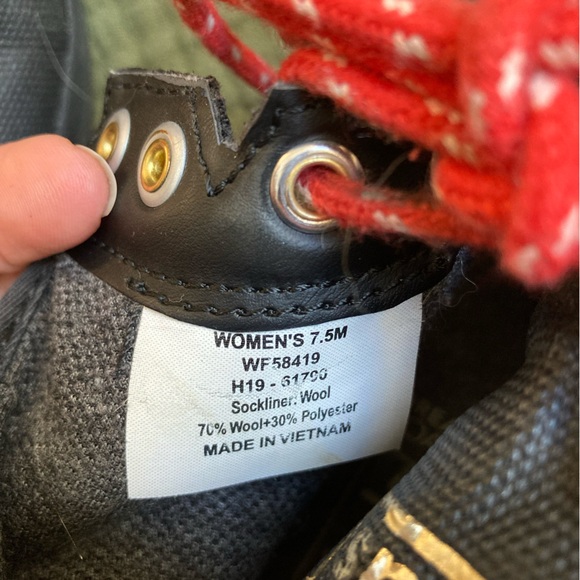 WOMEN'S 7.5M
WF58419
H19 - 61790
Sockliner: Wool
70% Wool+30% Polyester
MADE IN VIETNAM